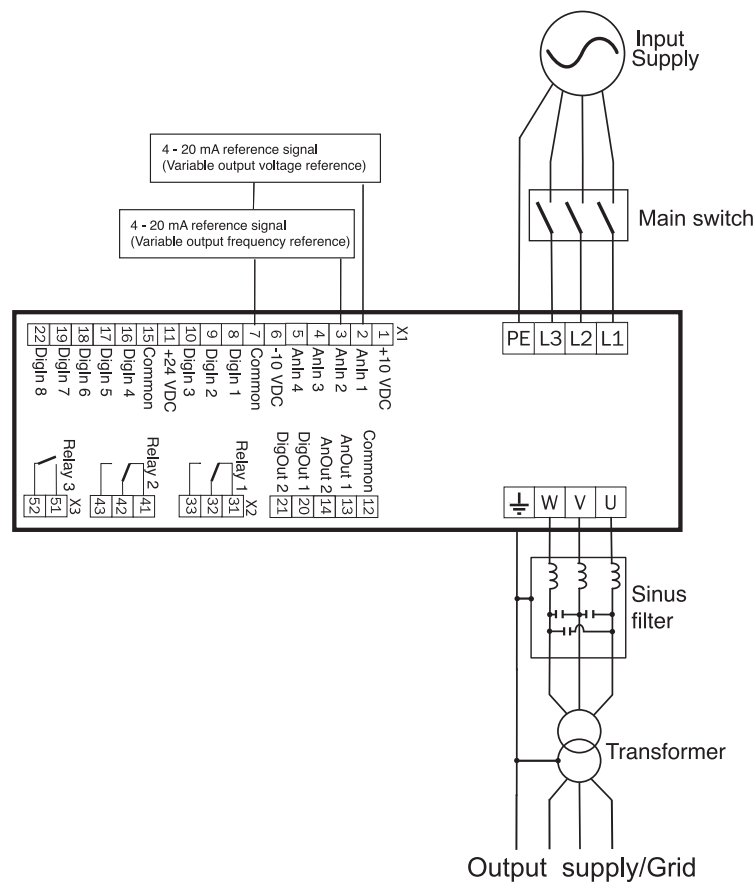 Input
Supply
4 - 20 mA reference signal
(Variable output voltage reference)
4 - 20 mA reference signal
(Variable output frequency reference)
Main switch
22 19 18 17 16 15 11 10 9 8 7 6 5 4 3 2 1 X1
DigIn 8
DigIn 7
DigIn 6
DigIn 5
DigIn 4
Common
+24 VDC
DigIn 3
DigIn 2
DigIn 1
Common
-10 VDC
AnIn 4
AnIn 3
AnIn 2
AnIn 1
+10 VDC
PE L3 L2 L1
Relay 3
52 51 X3
Relay 2
43 42 41
Relay 1
33 32 31 X2
DigOut 2
DigOut 1
AnOut 2
AnOut 1
Common
21 20 14 13 12
W V U
Sinus
filter
Transformer
Output supply/Grid